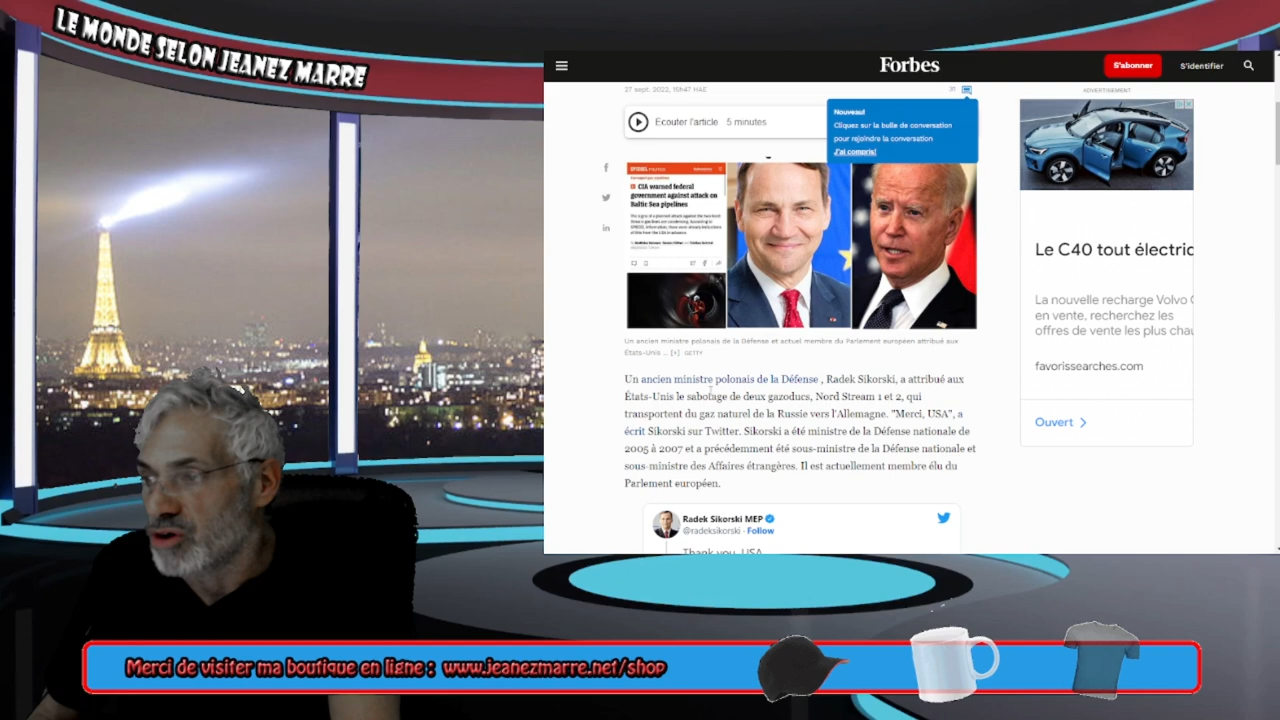 LE MONDE SELON JEANEZ MARRE
Forbes
S'abonner
S'identifier
27 sept. 2022, 15h47 HAE
ADVERTISEMENT
Nouveau!
Cliquez sur la bulle de conversation
pour rejoindre la conversation
J'ai compris!
Ecouter l'article 5 minutes
CIA warned federal
government against attack on
Baltic Sea pipelines
Un ancien ministre polonais de la Défense et actuel membre du Parlement européen attribué aux
États-Unis ... [+] GETTY
Un ancien ministre polonais de la Défense , Radek Sikorski, a attribué aux
États-Unis le sabotage de deux gazoducs, Nord Stream 1 et 2, qui
transportent du gaz naturel de la Russie vers l'Allemagne. "Merci, USA", a
écrit Sikorski sur Twitter. Sikorski a été ministre de la Défense nationale de
2005 à 2007 et a précédemment été sous-ministre de la Défense nationale et
sous-ministre des Affaires étrangères. Il est actuellement membre élu du
Parlement européen.
Radek Sikorski MEP
@radeksikorski · Follow
Thank you, USA
Le C40 tout électric
La nouvelle recharge Volvo C
en vente, recherchez les
offres de vente les plus chau
favorissearches.com
Ouvert
Merci de visiter ma boutique en ligne : www.jeanezmarre.net/shop